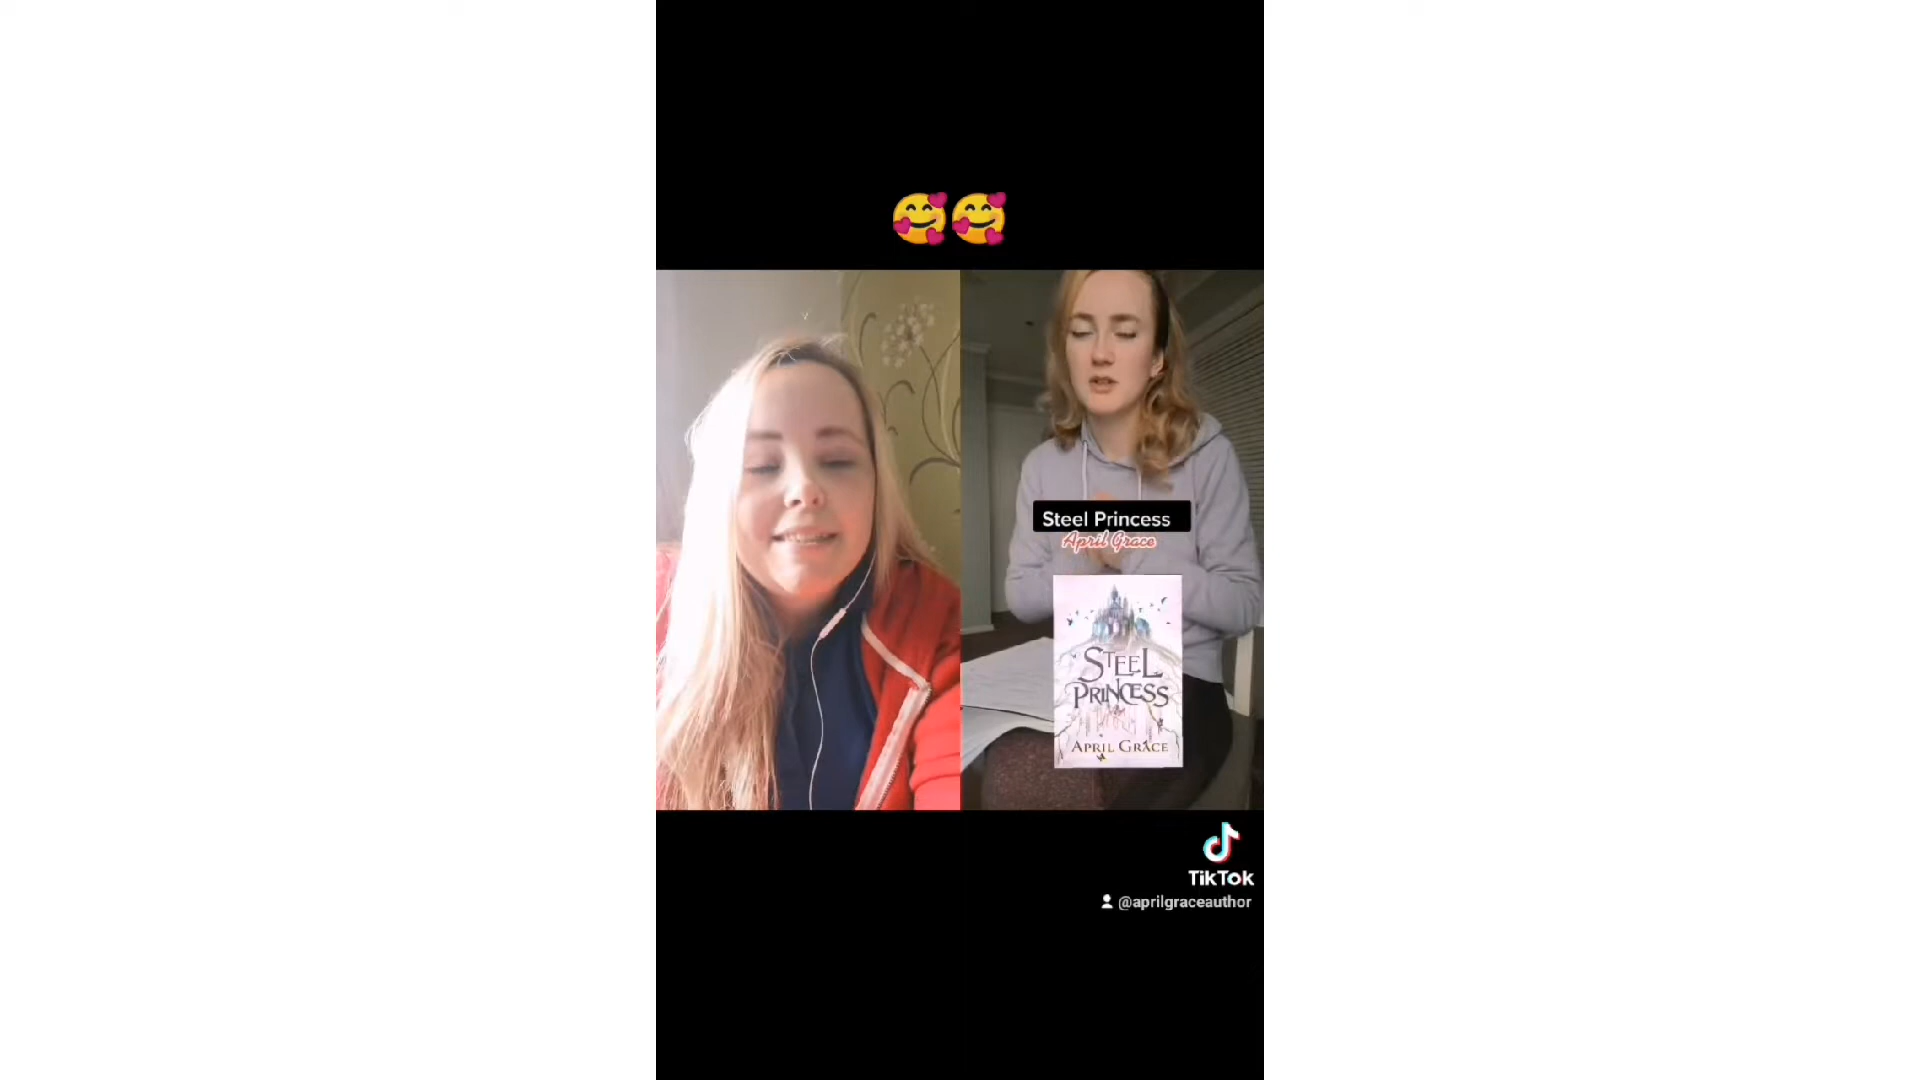 Steel Princess
April Grace
STEEL
PRINCESS
APRIL GRACE
TikTok
@aprilgraceauthor